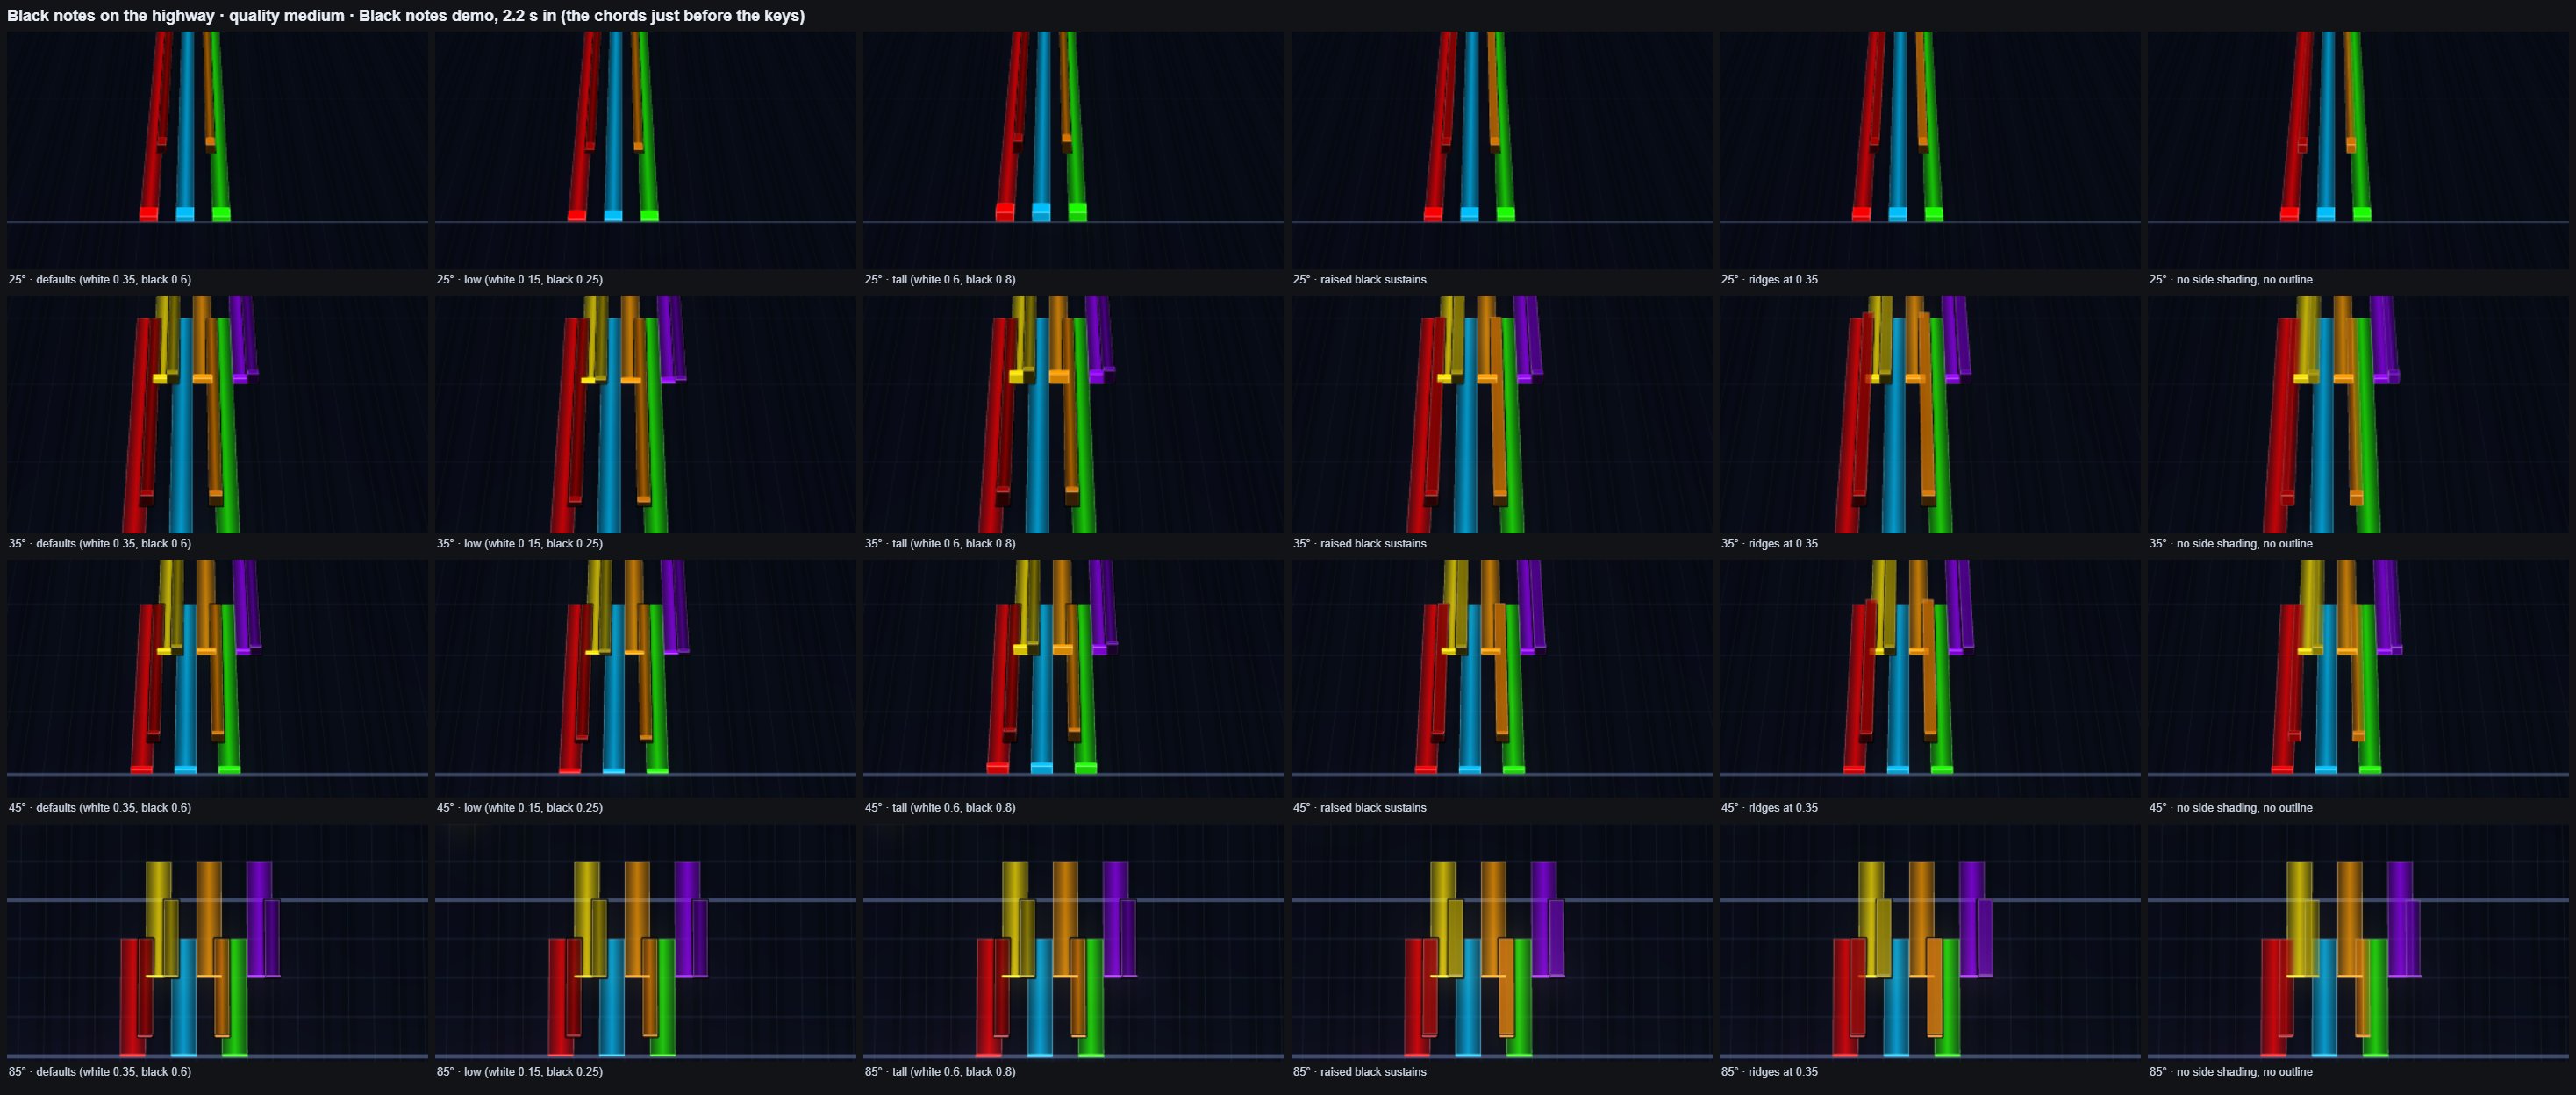 Black notes on the highway · quality medium · Black notes demo, 2.2 s in (the chords just before the keys)
25° · defaults (white 0.35, black 0.6)
25° · low (white 0.15, black 0.25)
25° · tall (white 0.6, black 0.8)
25° · raised black sustains
25° · ridges at 0.35
25° · no side shading, no outline
35° · defaults (white 0.35, black 0.6)
35° · low (white 0.15, black 0.25)
35° · tall (white 0.6, black 0.8)
35° · raised black sustains
35° · ridges at 0.35
35° · no side shading, no outline
45° · defaults (white 0.35, black 0.6)
45° · low (white 0.15, black 0.25)
45° · tall (white 0.6, black 0.8)
45° · raised black sustains
45° · ridges at 0.35
45° · no side shading, no outline
85° · defaults (white 0.35, black 0.6)
85° · low (white 0.15, black 0.25)
85° · tall (white 0.6, black 0.8)
85° · raised black sustains
85° · ridges at 0.35
85° · no side shading, no outline